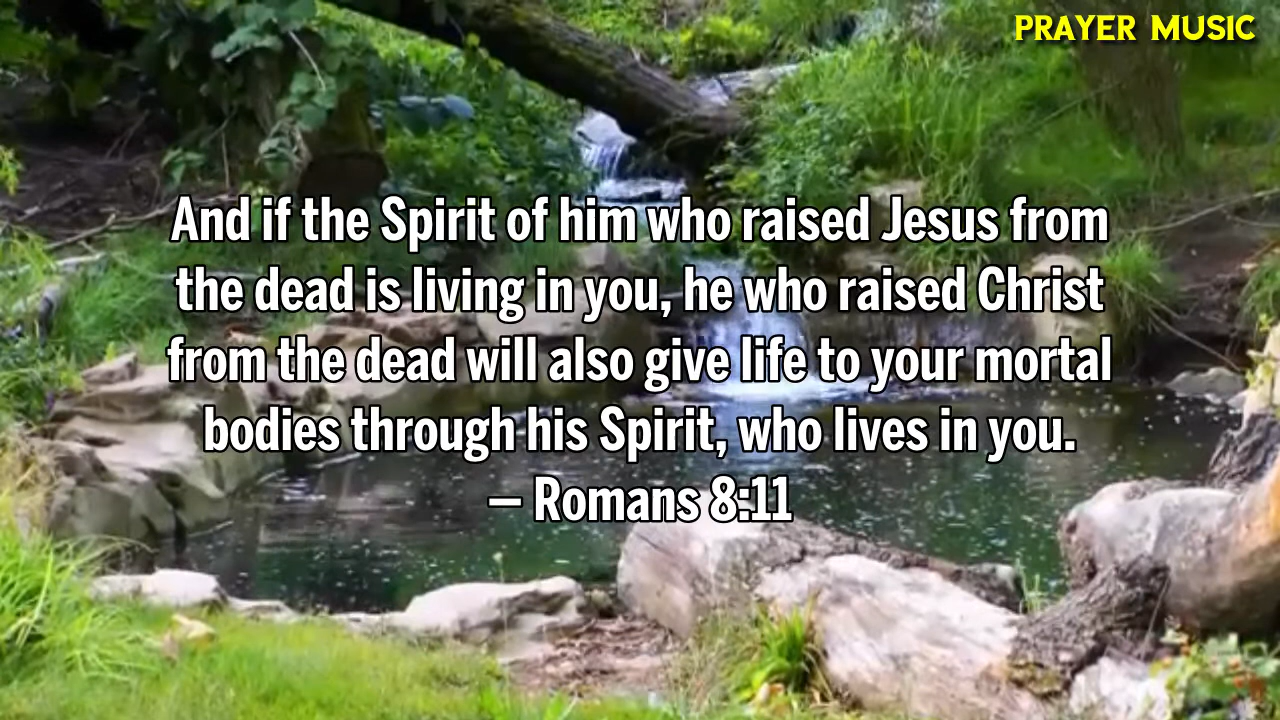 PRAYER MUSIC
And if the Spirit of him who raised Jesus from
the dead is living in you, he who raised Christ
from the dead will also give life to your mortal
bodies through his Spirit, who lives in you.
– Romans 8:11